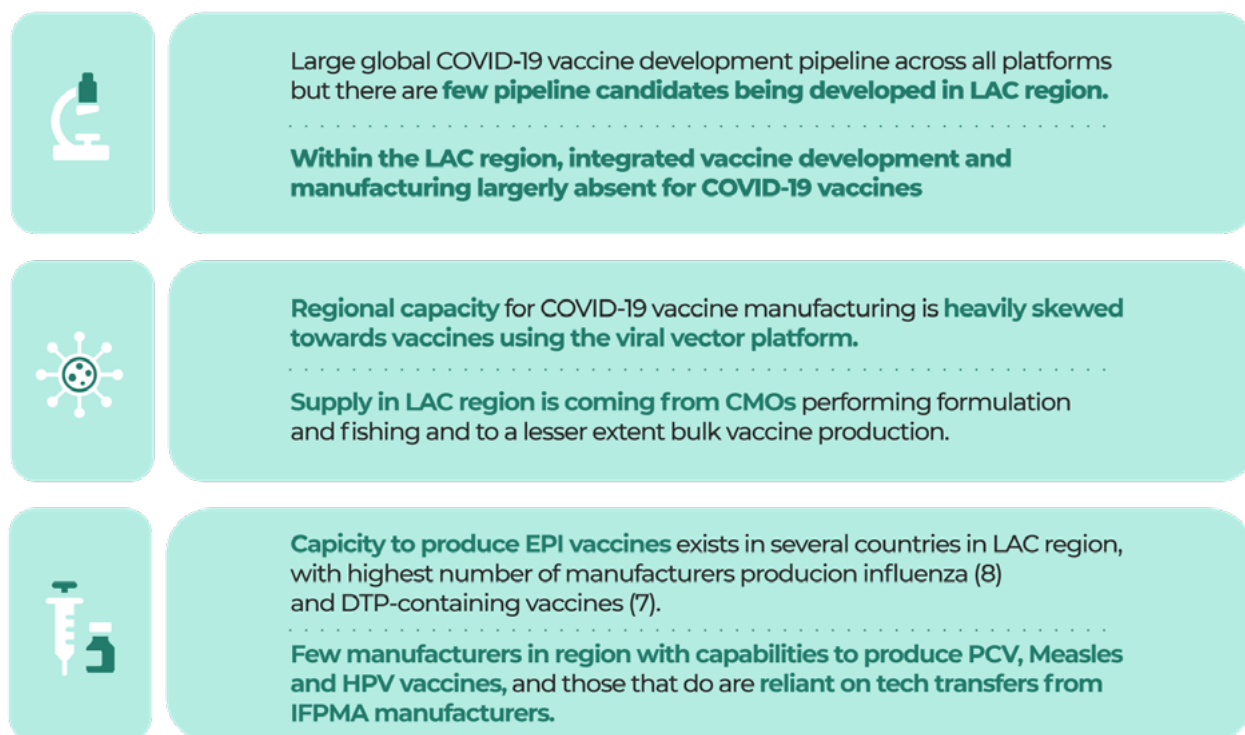 Large global COVID-19 vaccine development pipeline across all platforms
but there are few pipeline candidates being developed in LAC region.
Within the LAC region, integrated vaccine development and
manufacturing largerly absent for COVID-19 vaccines
Regional capacity for COVID-19 vaccine manufacturing is heavily skewed
towards vaccines using the viral vector platform.
Supply in LAC region is coming from CMOs performing formulation
and fishing and to a lesser extent bulk vaccine production.
Capicity to produce EPI vaccines exists in several countries in LAC region,
with highest number of manufacturers producion influenza (8)
and DTP-containing vaccines (7).
Few manufacturers in region with capabilities to produce PCV, Measles
and HPV vaccines, and those that do are reliant on tech transfers from
IFPMA manufacturers.